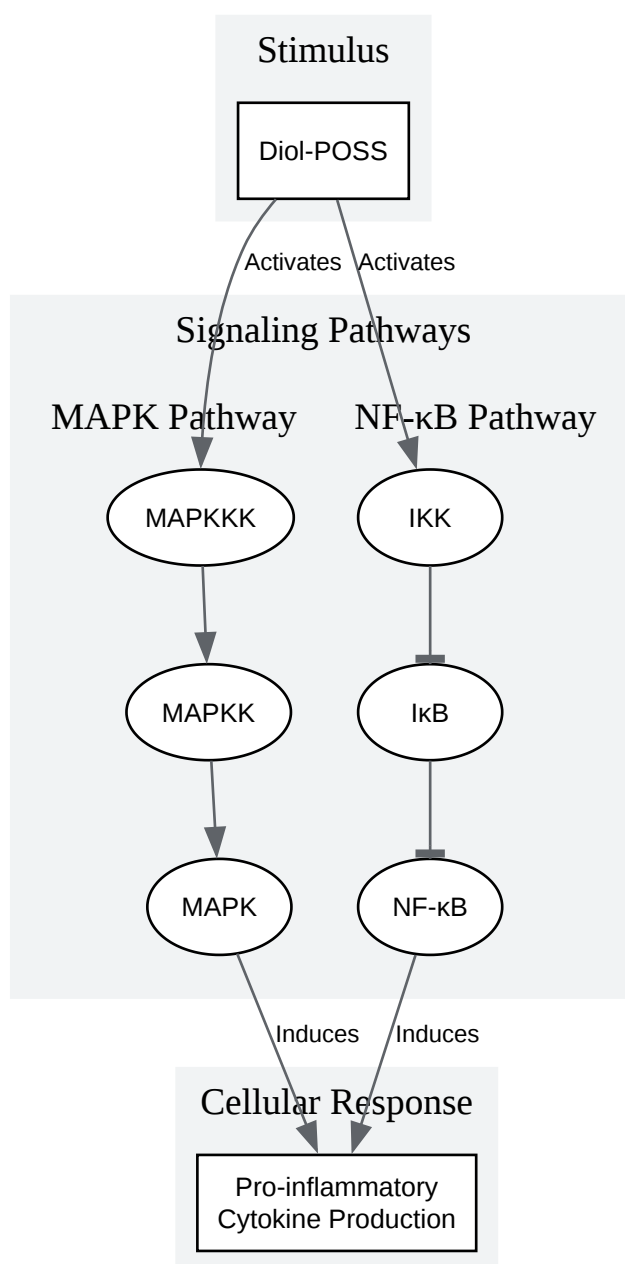 Stimulus
Diol-POSS
Activates Activates
Signaling Pathways
MAPK Pathway NF-κB Pathway
MAPKKK IKK
MAPKK IκB
MAPK NF-κB
Induces Induces
Cellular Response
Pro-inflammatory
Cytokine Production